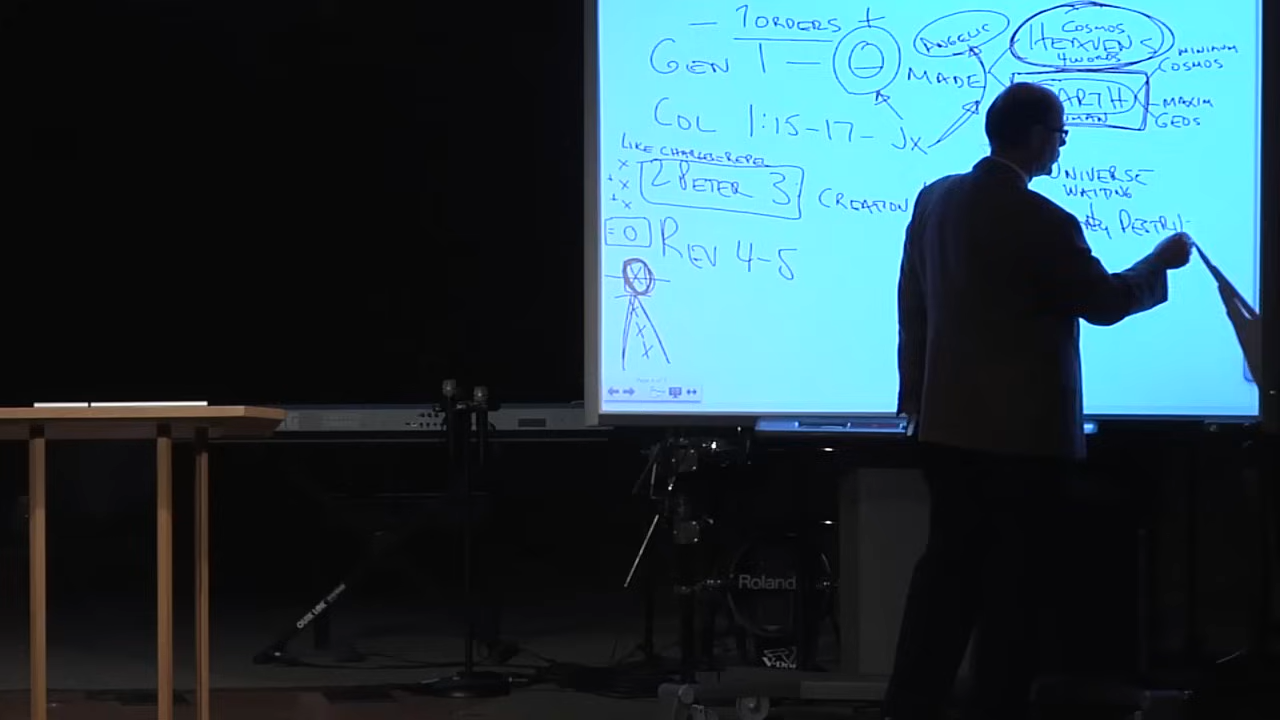 — 7 ORDERS +
GEN 1 — Θ MADE
ANGELIC
COSMOS
HEAVENS
4 WORDS
MINIMUM
COSMOS
EARTH
MAXIM
GEOS
COL 1:15-17- JX
LIKE CHARGES REPEL
2 PETER 3 CREATION
UNIVERSE
WAITING
= 0
REV 4-5
Roland